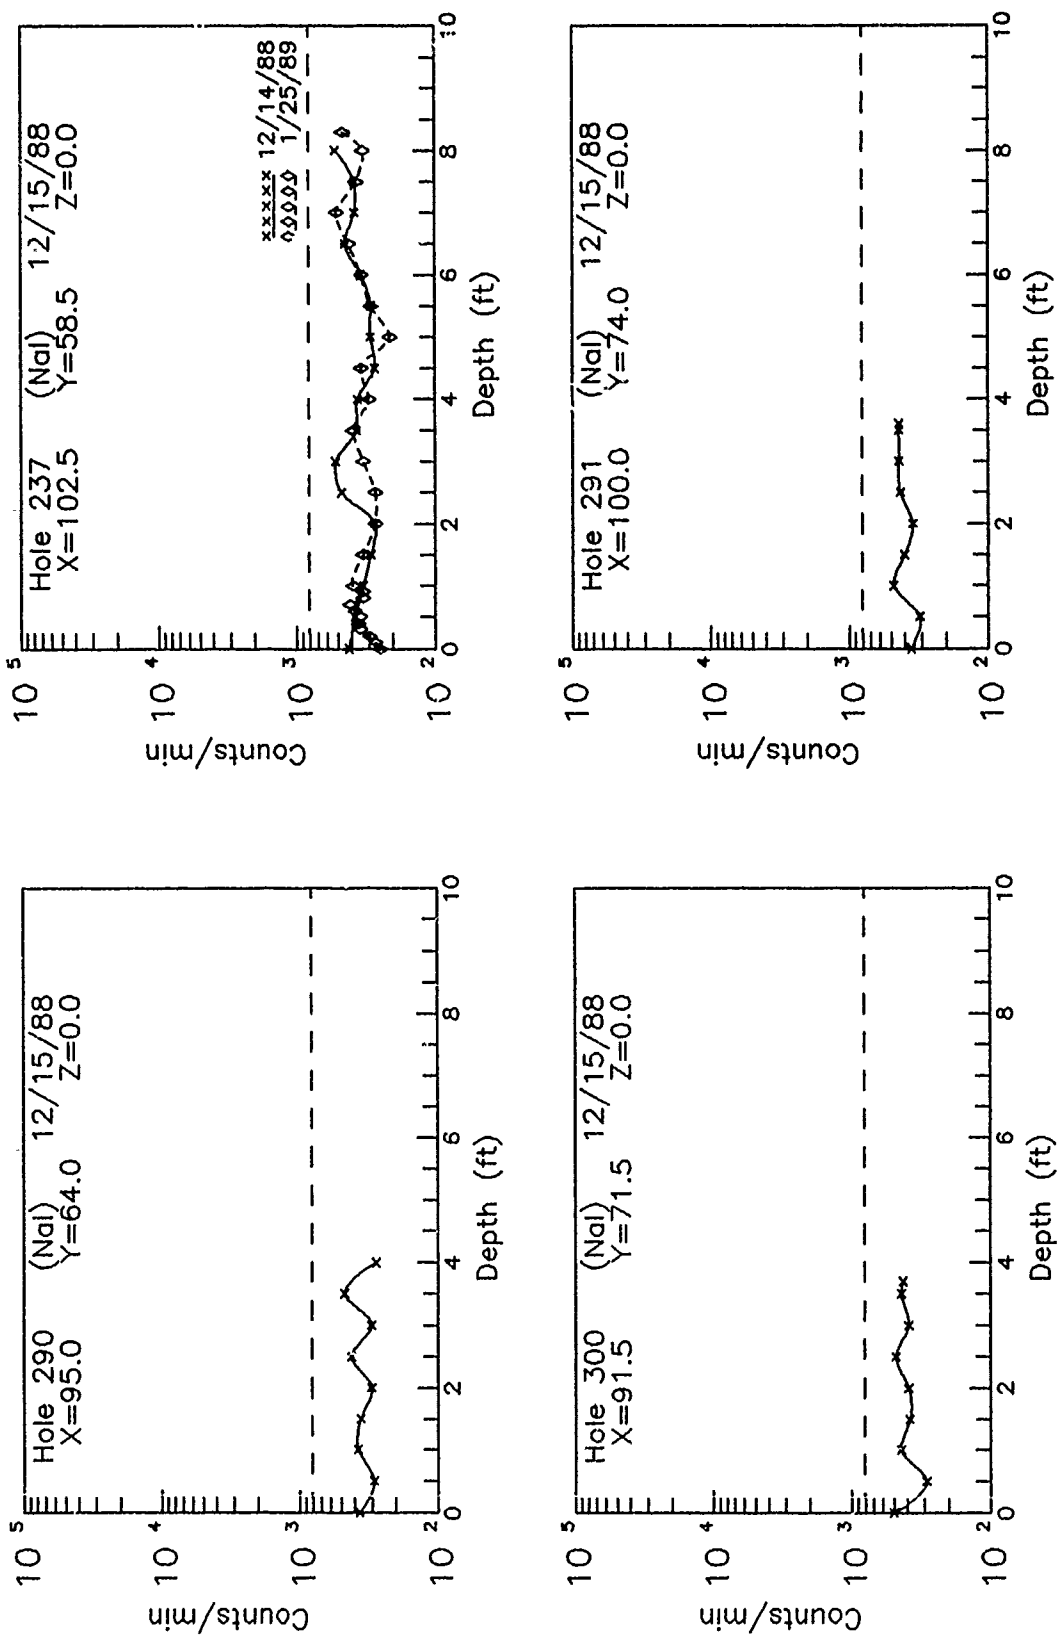 Hole 290 (NaI) 12/15/88
X=95.0 Y=64.0 Z=0.0
10 5
10 4
10 3
10 2
Counts/min
0 2 4 6 8 10
Depth (ft)
Hole 237 (NaI) 12/15/88
X=102.5 Y=58.5 Z=0.0
xxxxx 12/14/88
1/25/89
10 5
10 4
10 3
10 2
Counts/min
0 2 4 6 8 10
Depth (ft)
Hole 300 (NaI) 12/15/88
X=91.5 Y=71.5 Z=0.0
10 5
10 4
10 3
10 2
Counts/min
0 2 4 6 8 10
Depth (ft)
Hole 291 (NaI) 12/15/88
X=100.0 Y=74.0 Z=0.0
10 5
10 4
10 3
10 2
Counts/min
0 2 4 6 8 10
Depth (ft)